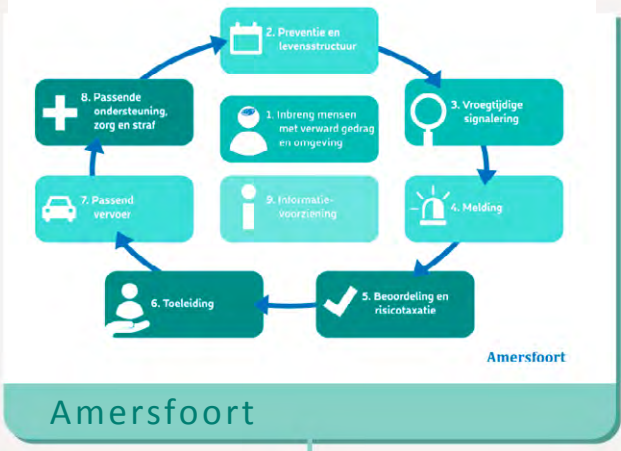 2. Preventie en
levensstructuur
8. Passende
ondersteuning,
zorg en straf
1. Inbreng mensen
met verward gedrag
en omgeving
3. Vroegtijdige
signalering
7. Passend
vervoer
9. Informatie-
voorziening
4. Melding
6. Toeleiding
5. Beoordeling en
risicotaxatie
Amersfoort
Amersfoort